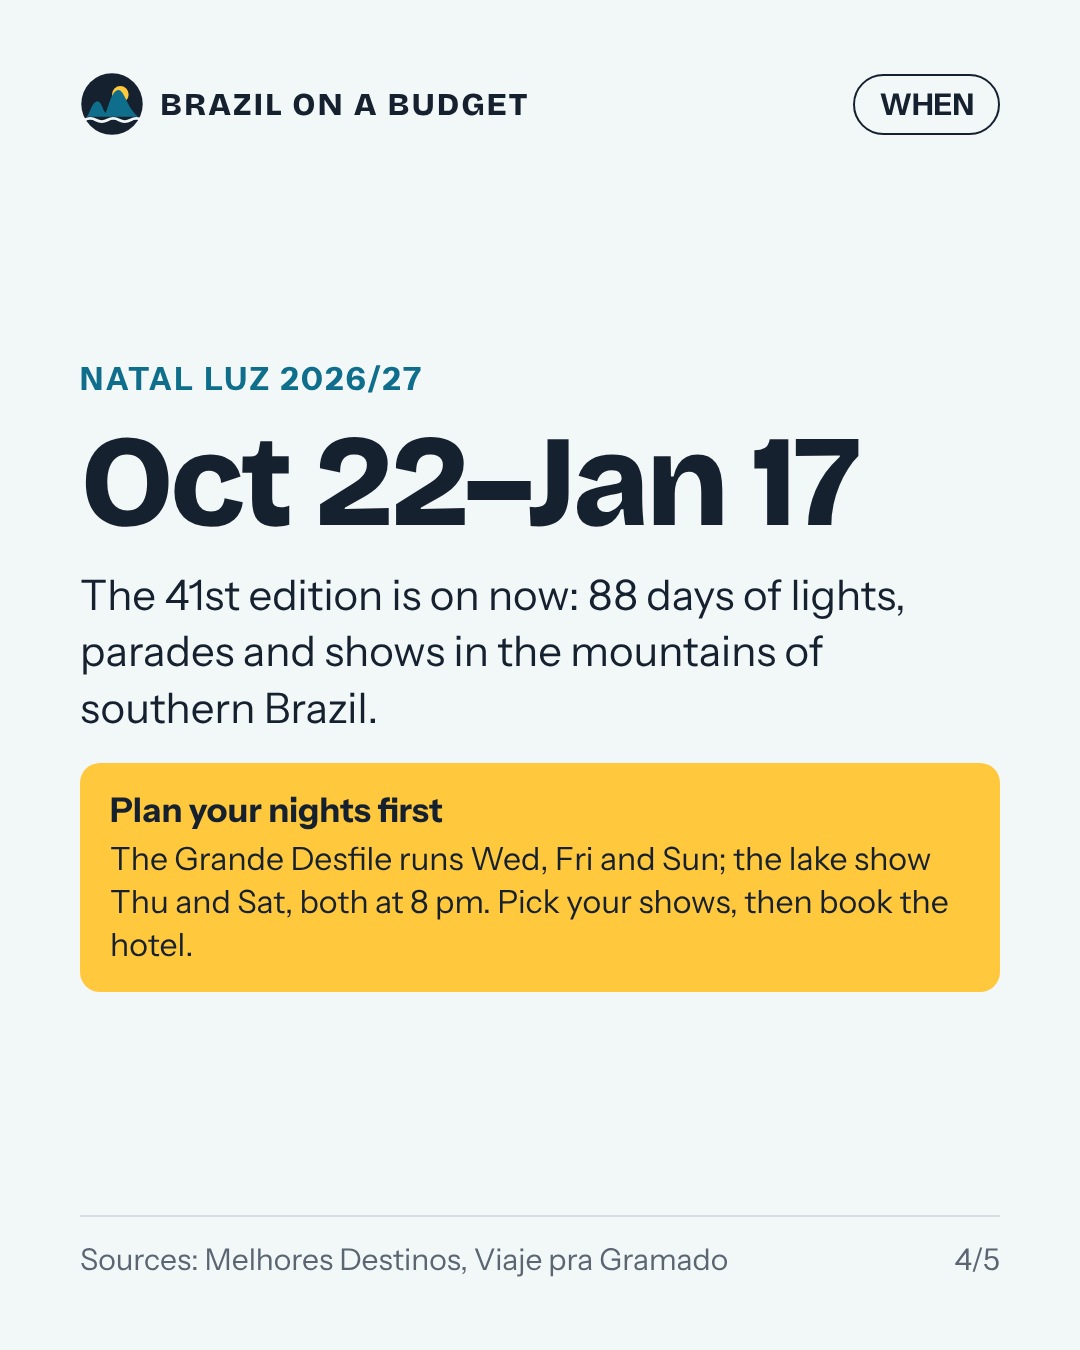 BRAZIL ON A BUDGET
WHEN
NATAL LUZ 2026/27
Oct 22–Jan 17
The 41st edition is on now: 88 days of lights,
parades and shows in the mountains of
southern Brazil.
Plan your nights first
The Grande Desfile runs Wed, Fri and Sun; the lake show
Thu and Sat, both at 8 pm. Pick your shows, then book the
hotel.
Sources: Melhores Destinos, Viaje pra Gramado
4/5